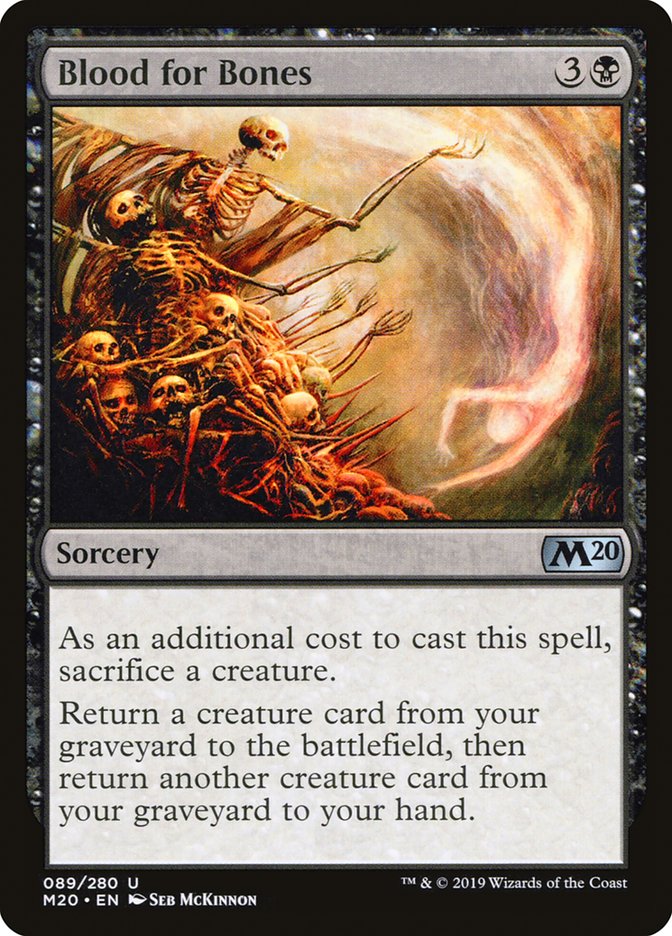 Blood for Bones 3
Sorcery M20
As an additional cost to cast this spell,
sacrifice a creature.
Return a creature card from your
graveyard to the battlefield, then
return another creature card from
your graveyard to your hand.
089/280 U
M20 • EN Seb McKinnon
™ & © 2019 Wizards of the Coast